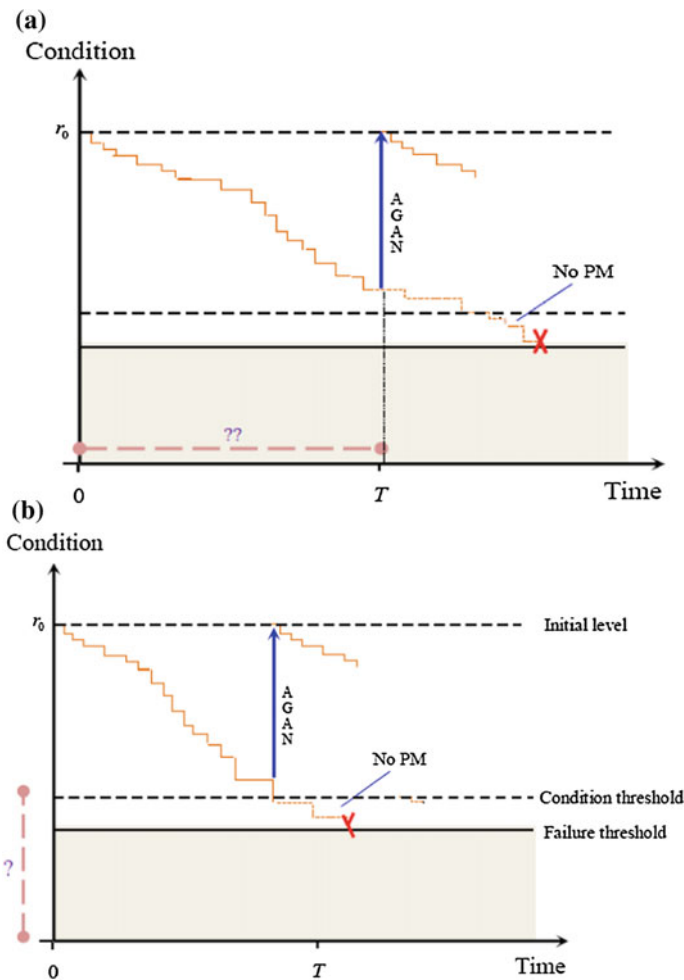 (a)
Condition
r0
A
G
A
N
No PM
??
0
T
Time
(b)
Condition
r0
Initial level
A
G
A
N
No PM
Condition threshold
Failure threshold
?
0
T
Time